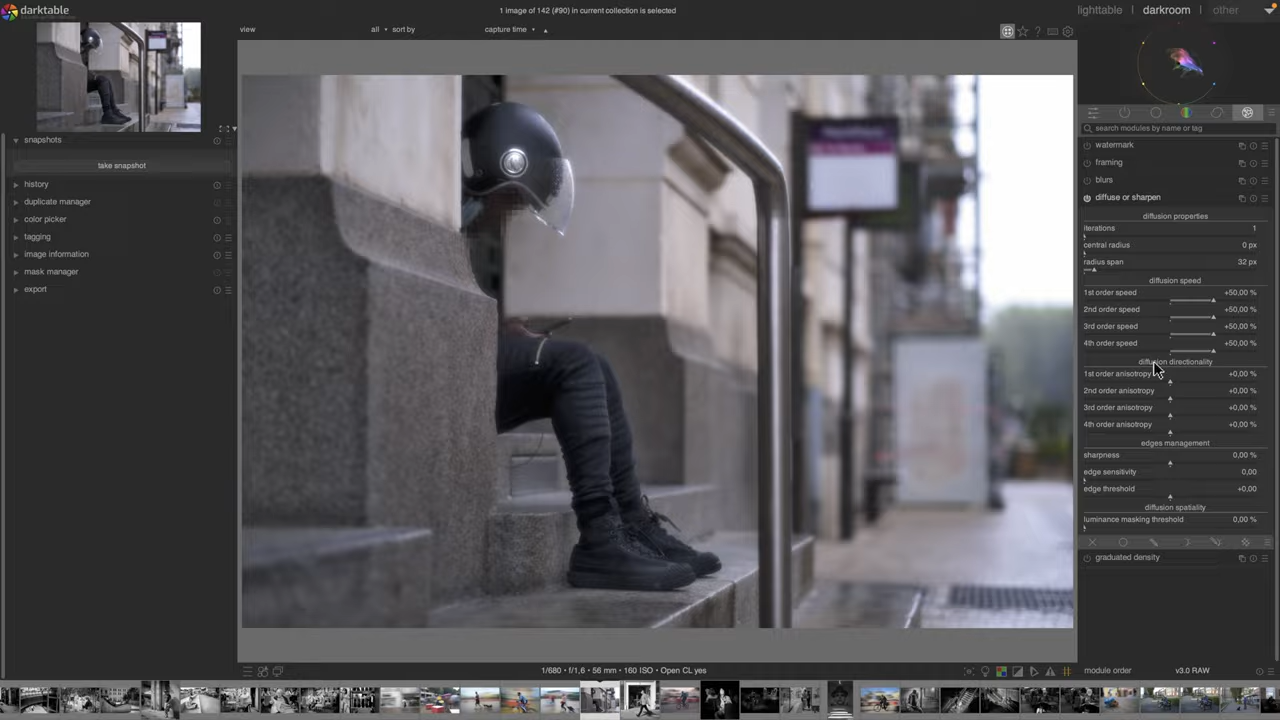 darktable
1 image of 142 (#90) in current collection is selected
lighttable | darkroom | other
view
all sort by
capture time
snapshots
take snapshot
history
duplicate manager
color picker
tagging
image information
mask manager
export
search modules by name or tag
watermark
framing
blurs
diffuse or sharpen
diffusion properties
iterations 1
central radius 0 px
radius span 32 px
diffusion speed
1st order speed +50,00 %
2nd order speed +50,00 %
3rd order speed +50,00 %
4th order speed +50,00 %
diffusion directionality
1st order anisotropy +0,00 %
2nd order anisotropy +0,00 %
3rd order anisotropy +0,00 %
4th order anisotropy +0,00 %
edges management
sharpness 0,00 %
edge sensitivity 0,00
edge threshold +0,00
diffusion spatiality
luminance masking threshold 0,00 %
graduated density
1/680 • f/1,6 • 56 mm • 160 ISO • Open CL yes
module order v3.0 RAW